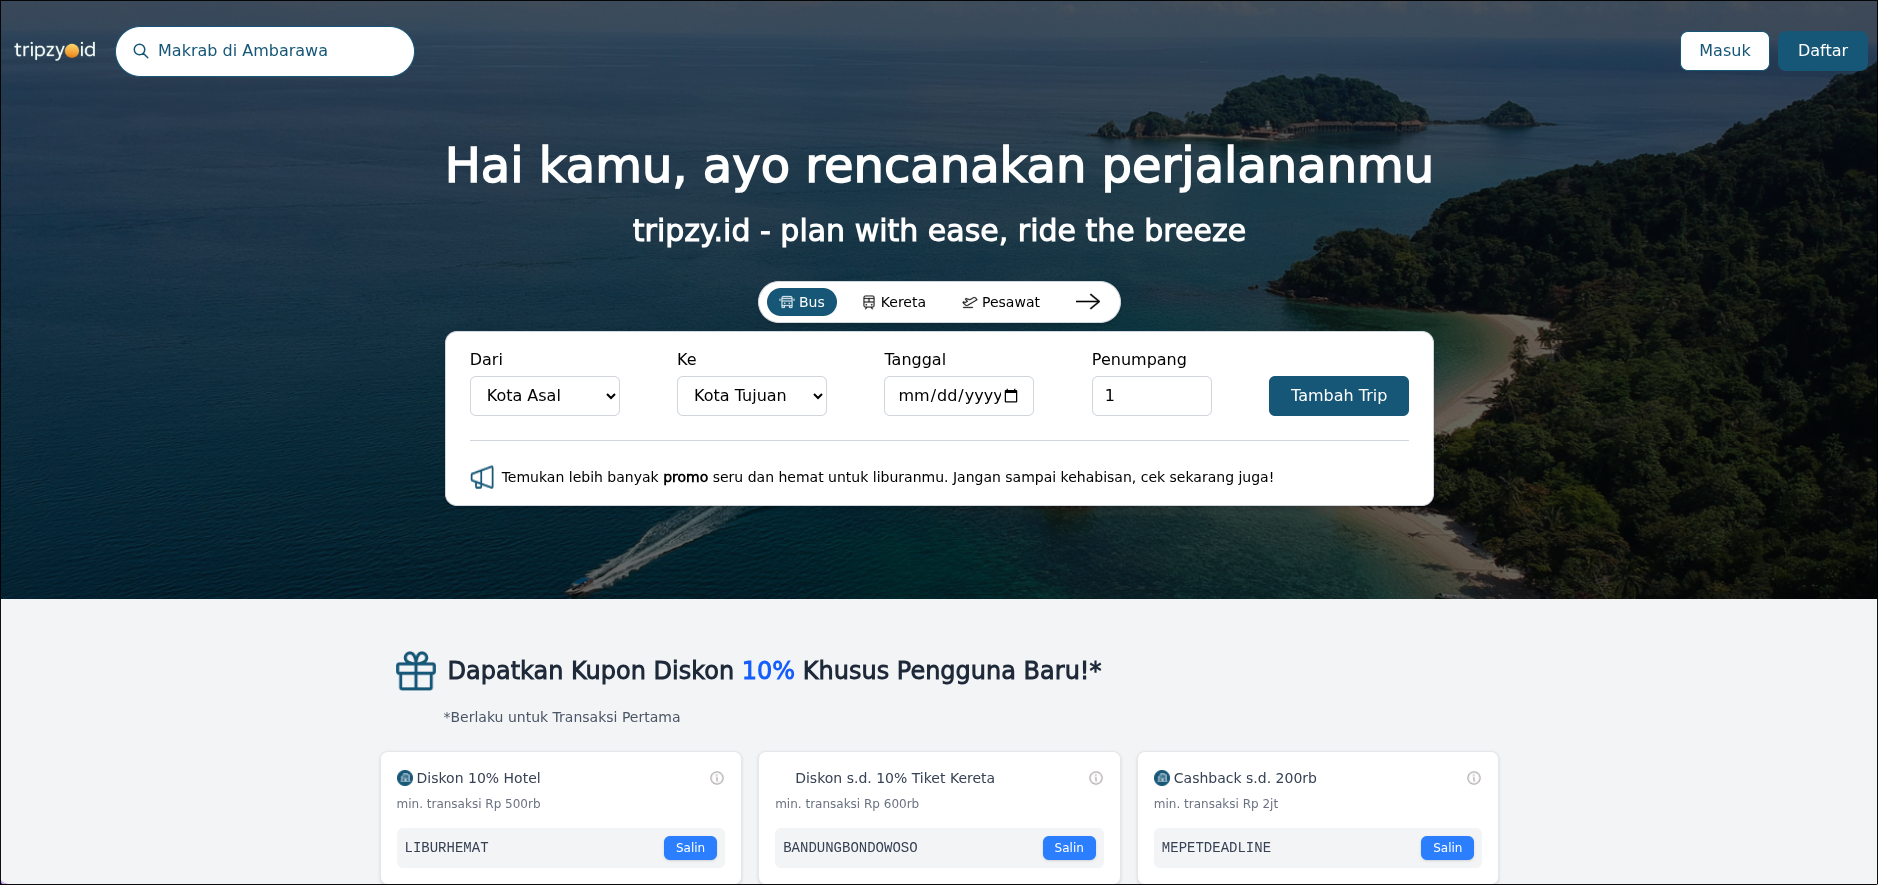 tripzy id
Makrab di Ambarawa
Masuk
Daftar
Hai kamu, ayo rencanakan perjalananmu
tripzy.id - plan with ease, ride the breeze
Bus
Kereta
Pesawat
Dari
Ke
Tanggal
Penumpang
Kota Asal
Kota Tujuan
mm/dd/yyyy
1
Tambah Trip
Temukan lebih banyak promo seru dan hemat untuk liburanmu. Jangan sampai kehabisan, cek sekarang juga!
Dapatkan Kupon Diskon 10% Khusus Pengguna Baru!*
*Berlaku untuk Transaksi Pertama
Diskon 10% Hotel
min. transaksi Rp 500rb
LIBURHEMAT
Salin
Diskon s.d. 10% Tiket Kereta
min. transaksi Rp 600rb
BANDUNGBONDOWOSO
Salin
Cashback s.d. 200rb
min. transaksi Rp 2jt
MEPETDEADLINE
Salin